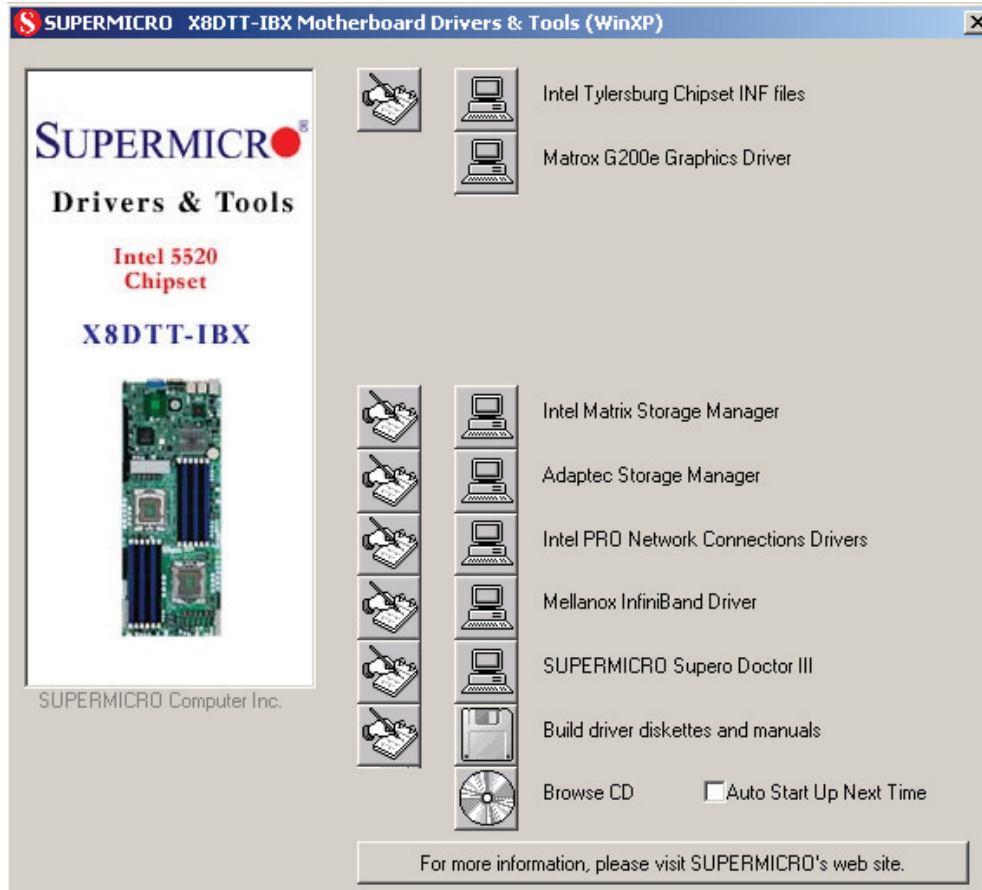 SUPERMICRO X8DTT-IBX Motherboard Drivers & Tools (WinXP)
SUPERMICRO®
Drivers & Tools
Intel 5520
Chipset
X8DTT-IBX
SUPERMICRO Computer Inc.
Intel Tylersburg Chipset INF files
Matrox G200e Graphics Driver
Intel Matrix Storage Manager
Adaptec Storage Manager
Intel PRO Network Connections Drivers
Mellanox InfiniBand Driver
SUPERMICRO Supero Doctor III
Build driver diskettes and manuals
Browse CD Auto Start Up Next Time
For more information, please visit SUPERMICRO's web site.